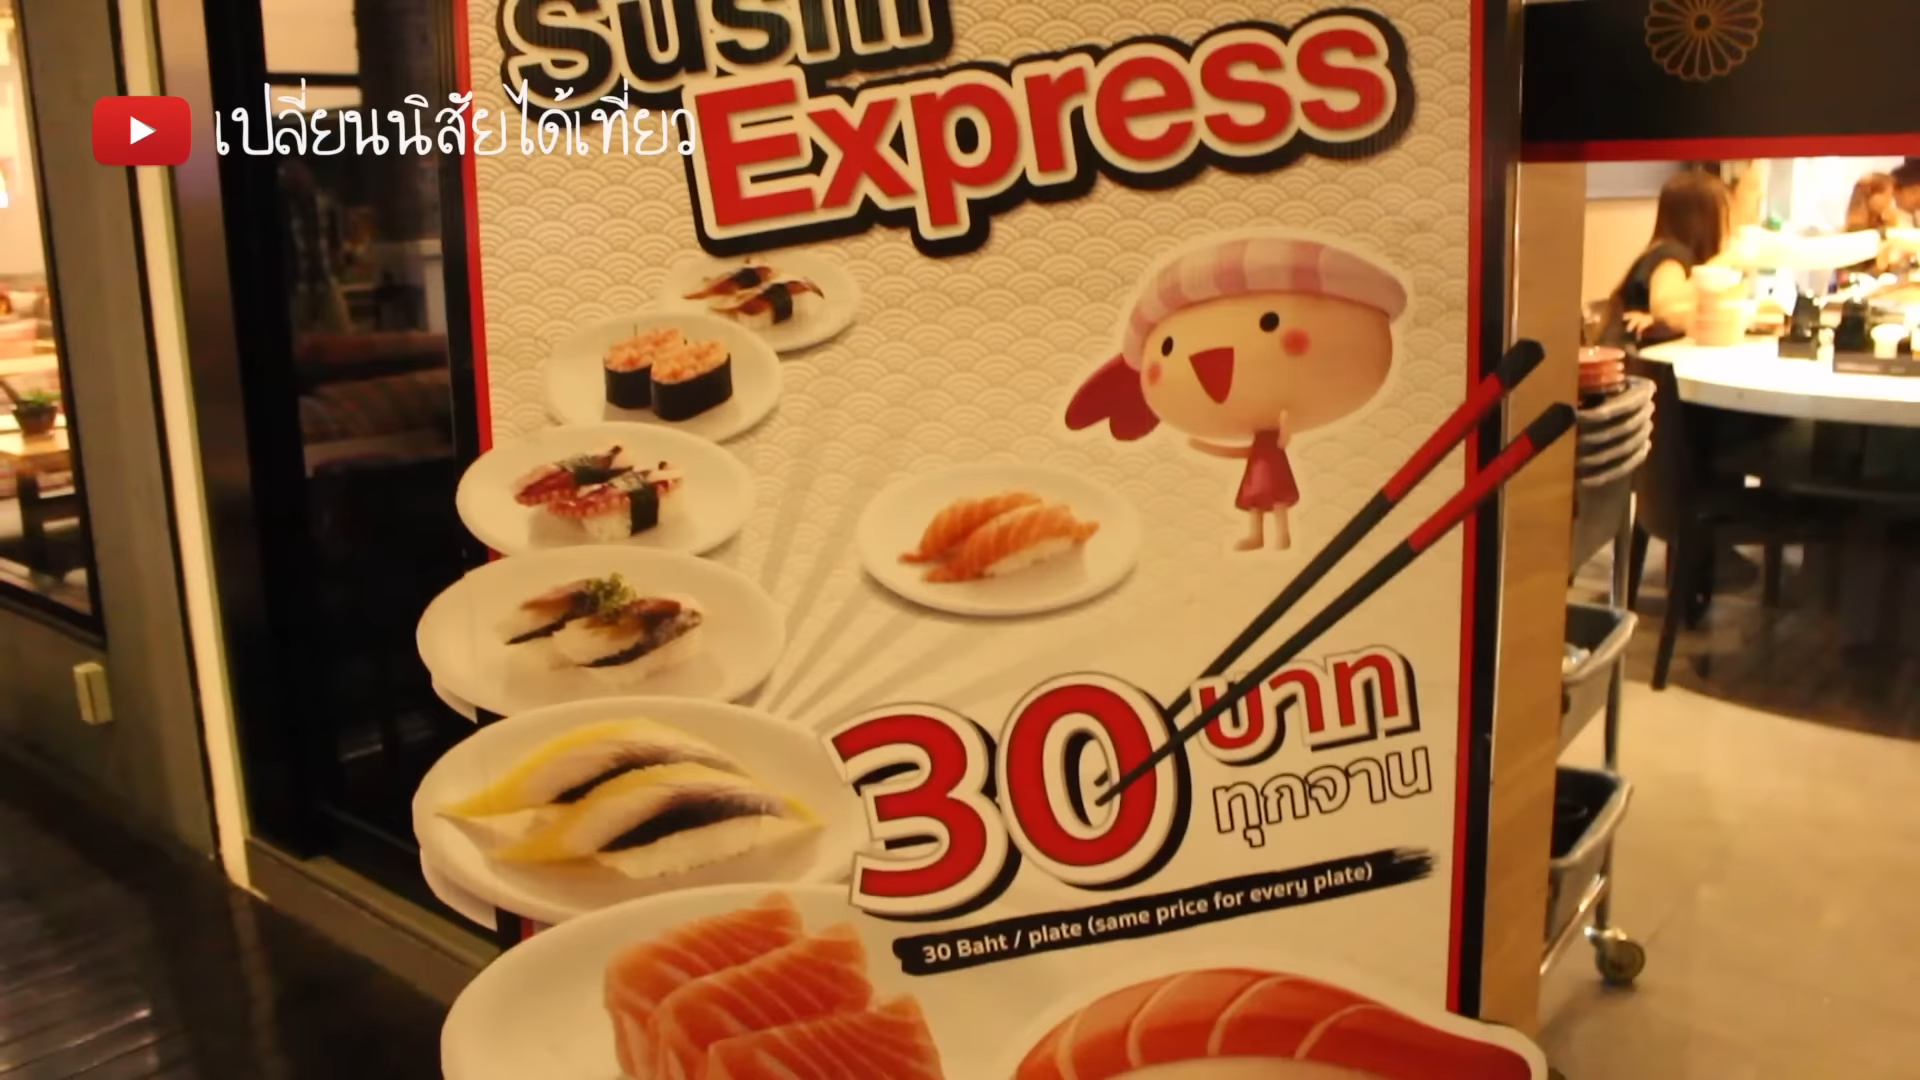 Sushi
Express
เปลี่ยนนิสัยได้เที่ยว
30 บาท
ทุกจาน
30 Baht / plate (same price for every plate)